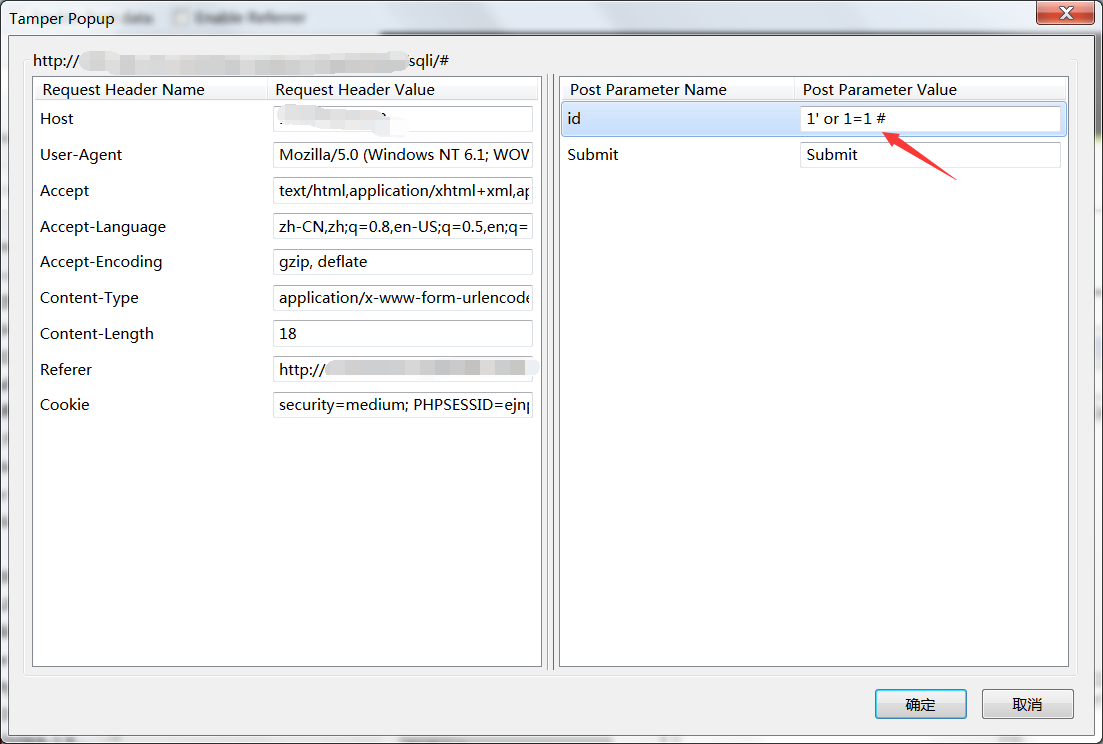 Tamper Popup
http:// sqli/#
Request Header Name Request Header Value Post Parameter Name Post Parameter Value
Host id 1' or 1=1 #
User-Agent Mozilla/5.0 (Windows NT 6.1; WOW Submit Submit
Accept text/html,application/xhtml+xml,ap
Accept-Language zh-CN,zh;q=0.8,en-US;q=0.5,en;q=
Accept-Encoding gzip, deflate
Content-Type application/x-www-form-urlencode
Content-Length 18
Referer http://
Cookie security=medium; PHPSESSID=ejnp
确定 取消